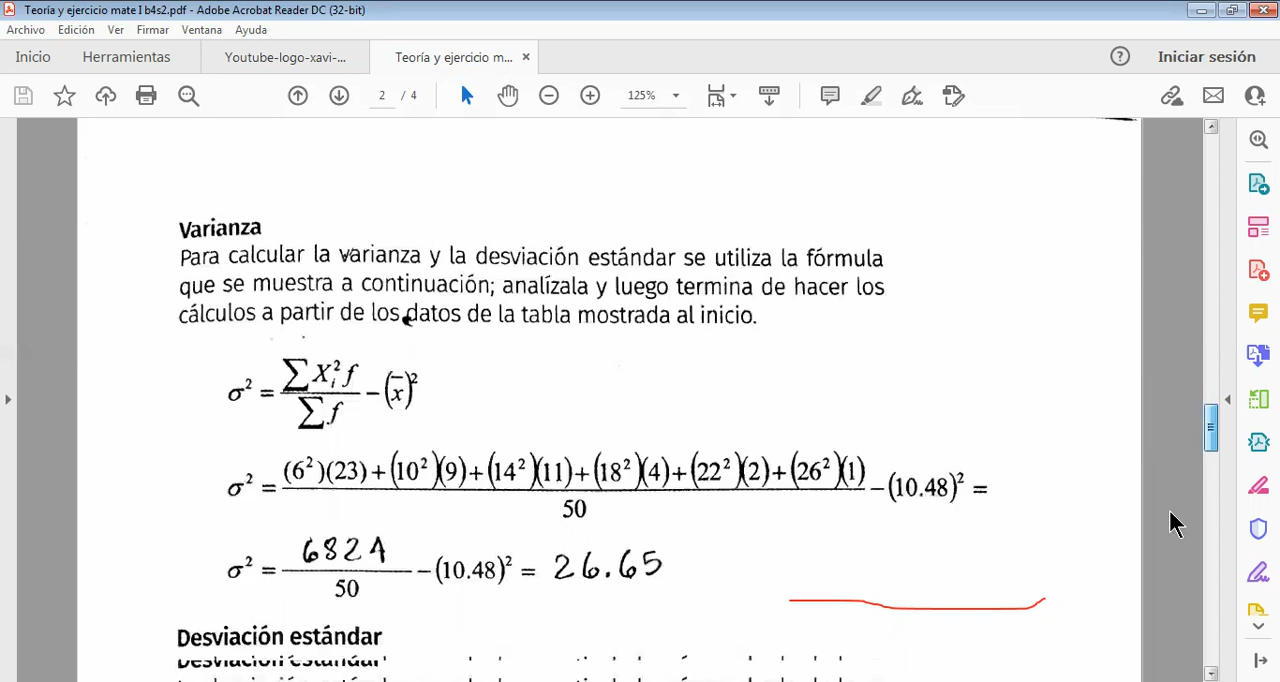 Teoría y ejercicio mate I b4s2.pdf - Adobe Acrobat Reader DC (32-bit)
Archivo Edición Ver Firmar Ventana Ayuda
Inicio Herramientas Youtube-logo-xavi-... Teoría y ejercicio m... × Iniciar sesión
2 / 4 125%
Varianza
Para calcular la varianza y la desviación estándar se utiliza la fórmula
que se muestra a continuación; analízala y luego termina de hacer los
cálculos a partir de los datos de la tabla mostrada al inicio.
σ² = ∑X_i² f / ∑f − (x̄)²
σ² = (6²)(23)+(10²)(9)+(14²)(11)+(18²)(4)+(22²)(2)+(26²)(1) / 50 − (10.48)² =
σ² = 6824 / 50 − (10.48)² = 26.65
Desviación estándar
Desviación estándar